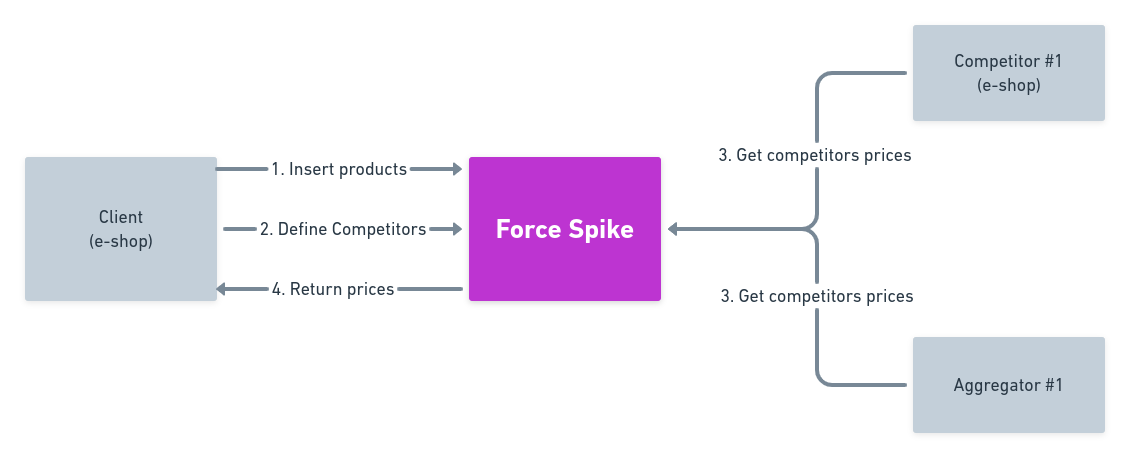 Competitor #1
(e-shop)
3. Get competitors prices
1. Insert products
Client
(e-shop)
2. Define Competitors
Force Spike
4. Return prices
3. Get competitors prices
Aggregator #1